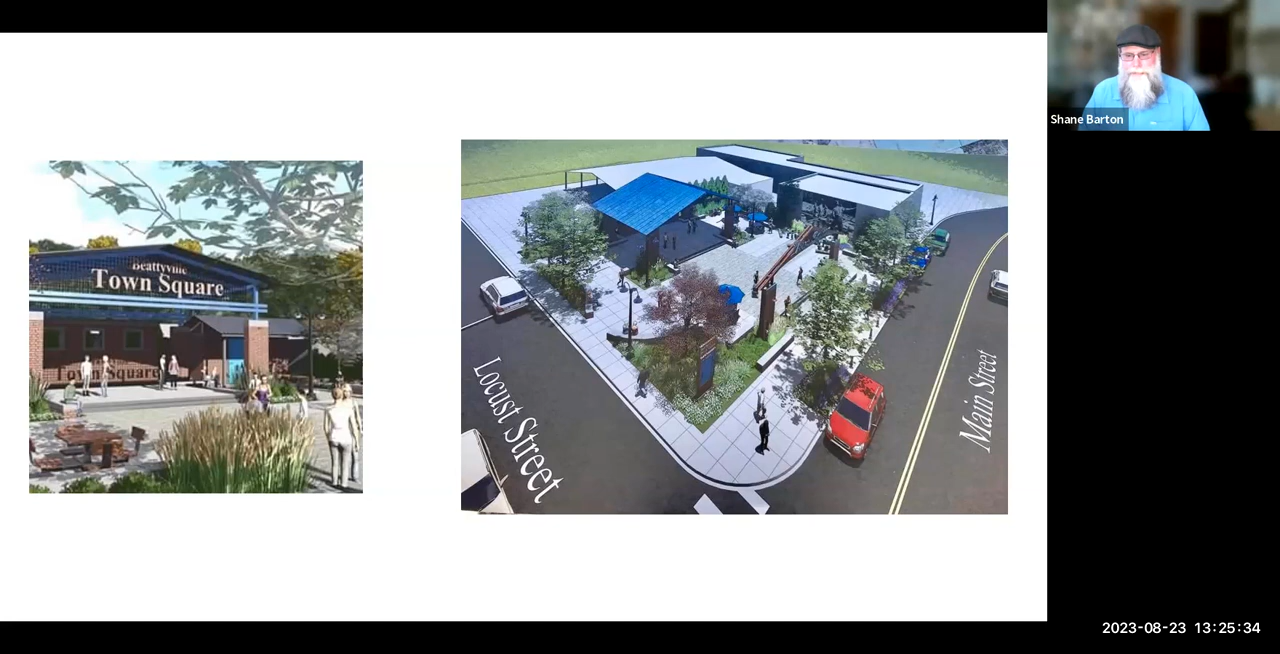 Shane Barton
Beattyville
Town Square
Town Square
Locust Street
Main Street
2023-08-23 13:25:34